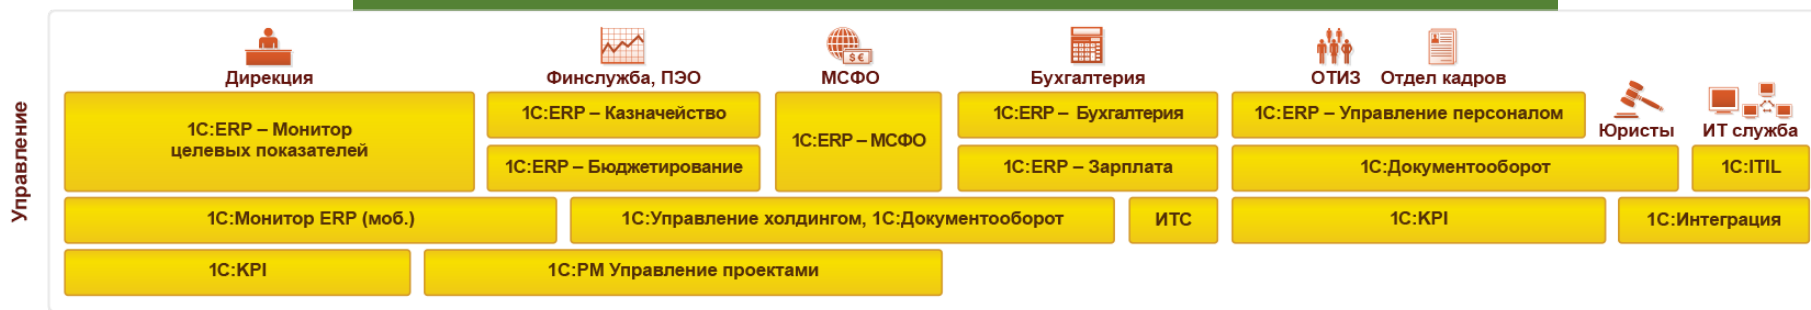 Управление
Дирекция
Финслужба, ПЭО
МСФО
Бухгалтерия
ОТИЗ
Отдел кадров
Юристы
ИТ служба
1С:ERP – Монитор
целевых показателей
1С:ERP – Казначейство
1С:ERP – Бюджетирование
1С:ERP – МСФО
1С:ERP – Бухгалтерия
1С:ERP – Зарплата
1С:ERP – Управление персоналом
1С:Документооборот
1С:ITIL
1С:Монитор ERP (моб.)
1С:Управление холдингом, 1С:Документооборот
ИТС
1С:KPI
1С:Интеграция
1С:KPI
1С:PM Управление проектами
$ €